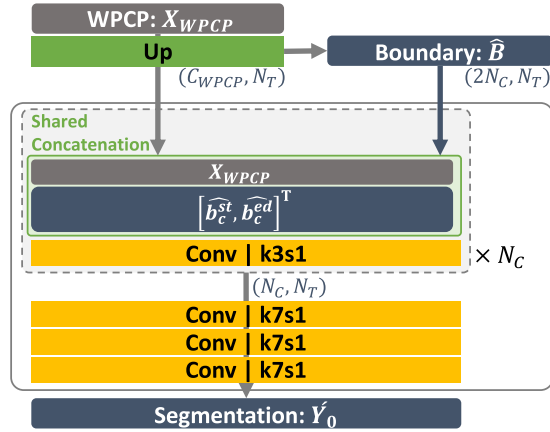 WPCP: X_WPCP
Up
Boundary: B̂
(C_WPCP, N_T)
(2N_C, N_T)
Shared
Concatenation
X_WPCP
[b̂_c^st, b̂_c^ed]^T
Conv | k3s1
× N_C
(N_C, N_T)
Conv | k7s1
Conv | k7s1
Conv | k7s1
Segmentation: Ý_0